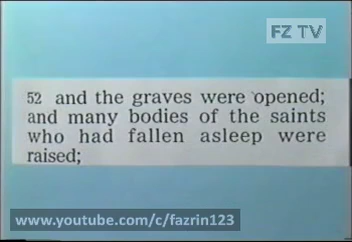 FZ TV
52 and the graves were opened;
and many bodies of the saints
who had fallen asleep were
raised;
www.youtube.com/c/fazrin123